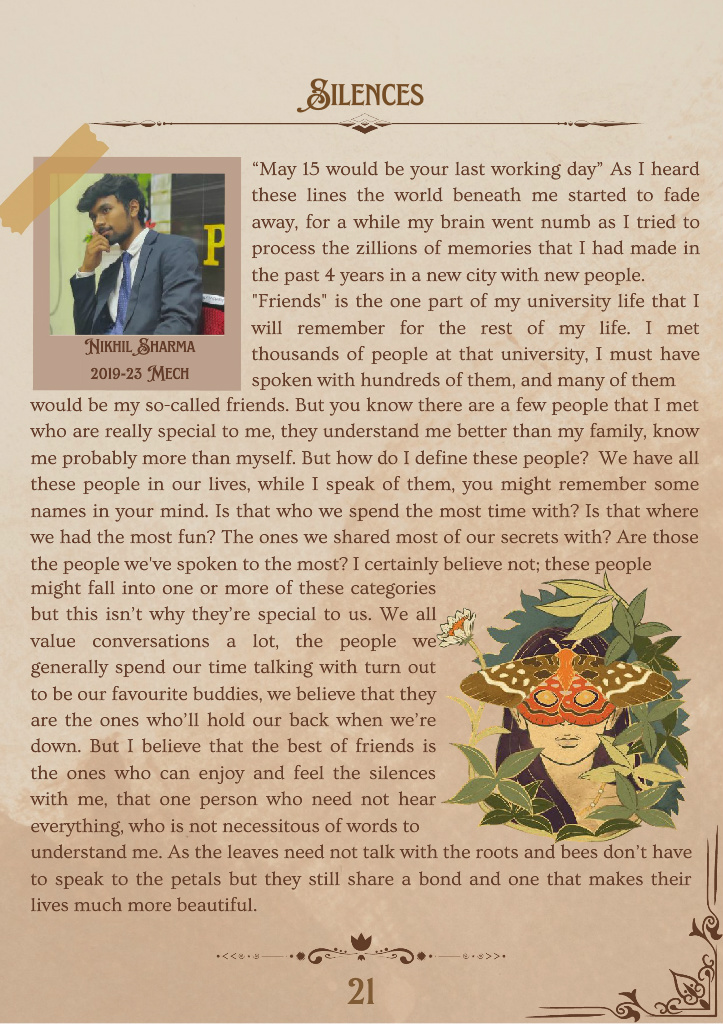 SILENCES
“May 15 would be your last working day” As I heard
these lines the world beneath me started to fade
away, for a while my brain went numb as I tried to
process the zillions of memories that I had made in
the past 4 years in a new city with new people.
"Friends" is the one part of my university life that I
will remember for the rest of my life. I met
thousands of people at that university, I must have
spoken with hundreds of them, and many of them
P
NIKHIL SHARMA
2019-23 MECH
would be my so-called friends. But you know there are a few people that I met
who are really special to me, they understand me better than my family, know
me probably more than myself. But how do I define these people? We have all
these people in our lives, while I speak of them, you might remember some
names in your mind. Is that who we spend the most time with? Is that where
we had the most fun? The ones we shared most of our secrets with? Are those
the people we've spoken to the most? I certainly believe not; these people
might fall into one or more of these categories
but this isn’t why they’re special to us. We all
value conversations a lot, the people we
generally spend our time talking with turn out
to be our favourite buddies, we believe that they
are the ones who’ll hold our back when we’re
down. But I believe that the best of friends is
the ones who can enjoy and feel the silences
with me, that one person who need not hear
everything, who is not necessitous of words to
understand me. As the leaves need not talk with the roots and bees don’t have
to speak to the petals but they still share a bond and one that makes their
lives much more beautiful.
21